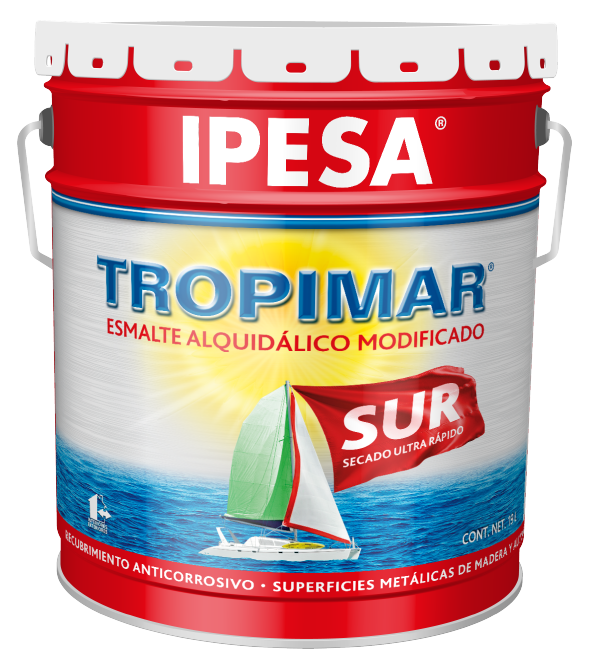 IPESA®
TROPIMAR®
ESMALTE ALQUIDÁLICO MODIFICADO
SUR
SECADO ULTRA RÁPIDO
CONT. NET. 19 L
RECUBRIMIENTO ANTICORROSIVO • SUPERFICIES METÁLICAS DE MADERA Y